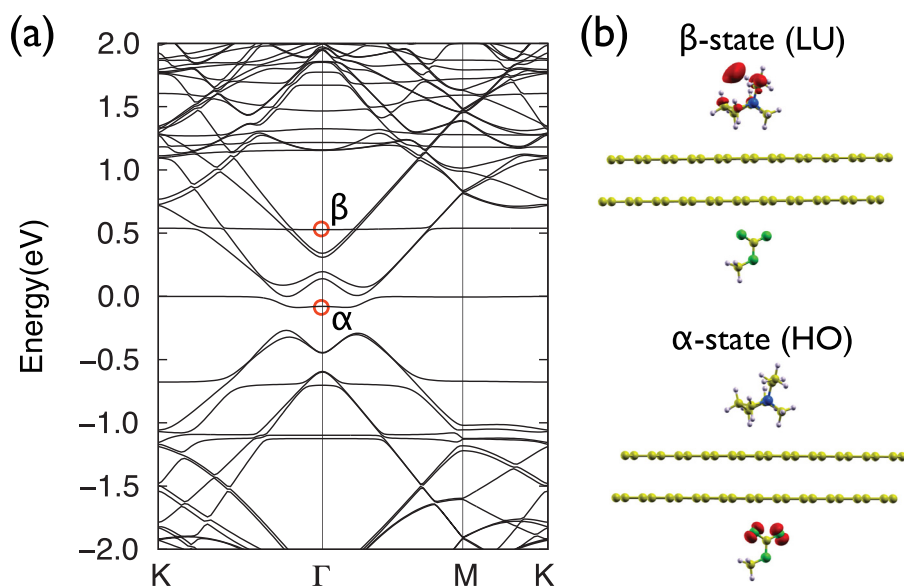 (a)
Energy(eV)
2.0
1.5
1.0
0.5
0.0
−0.5
−1.0
−1.5
−2.0
β
α
K
Γ
M
K
(b)
β-state (LU)
α-state (HO)